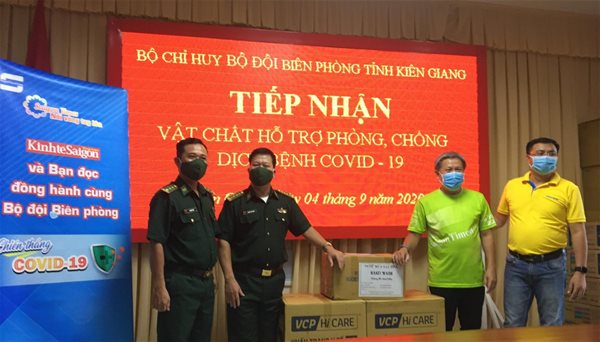 BỘ CHỈ HUY BỘ ĐỘI BIÊN PHÒNG TỈNH KIÊN GIANG
TIẾP NHẬN
VẬT CHẤT HỖ TRỢ PHÒNG, CHỐNG
DỊCH BỆNH COVID - 19
04 tháng 9 năm
KinhteSaigon
và Bạn đọc
đồng hành cùng
Bộ đội Biên phòng
Chiến thắng
COVID-19
VCP Hi CARE
VCP Hi CARE